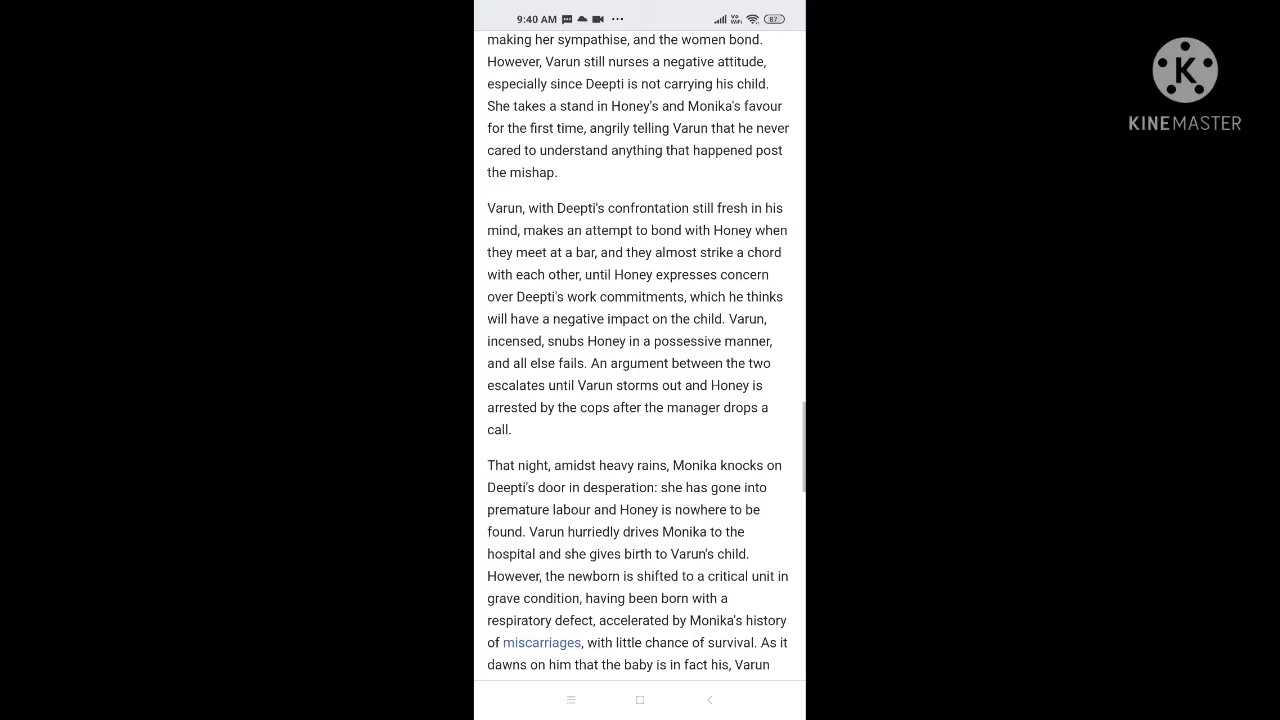 9:40 AM
Vo
WiFi
87
making her sympathise, and the women bond.
However, Varun still nurses a negative attitude,
especially since Deepti is not carrying his child.
She takes a stand in Honey's and Monika's favour
for the first time, angrily telling Varun that he never
cared to understand anything that happened post
the mishap.
Varun, with Deepti's confrontation still fresh in his
mind, makes an attempt to bond with Honey when
they meet at a bar, and they almost strike a chord
with each other, until Honey expresses concern
over Deepti's work commitments, which he thinks
will have a negative impact on the child. Varun,
incensed, snubs Honey in a possessive manner,
and all else fails. An argument between the two
escalates until Varun storms out and Honey is
arrested by the cops after the manager drops a
call.
That night, amidst heavy rains, Monika knocks on
Deepti's door in desperation: she has gone into
premature labour and Honey is nowhere to be
found. Varun hurriedly drives Monika to the
hospital and she gives birth to Varun's child.
However, the newborn is shifted to a critical unit in
grave condition, having been born with a
respiratory defect, accelerated by Monika's history
of miscarriages, with little chance of survival. As it
dawns on him that the baby is in fact his, Varun
K
KINEMASTER